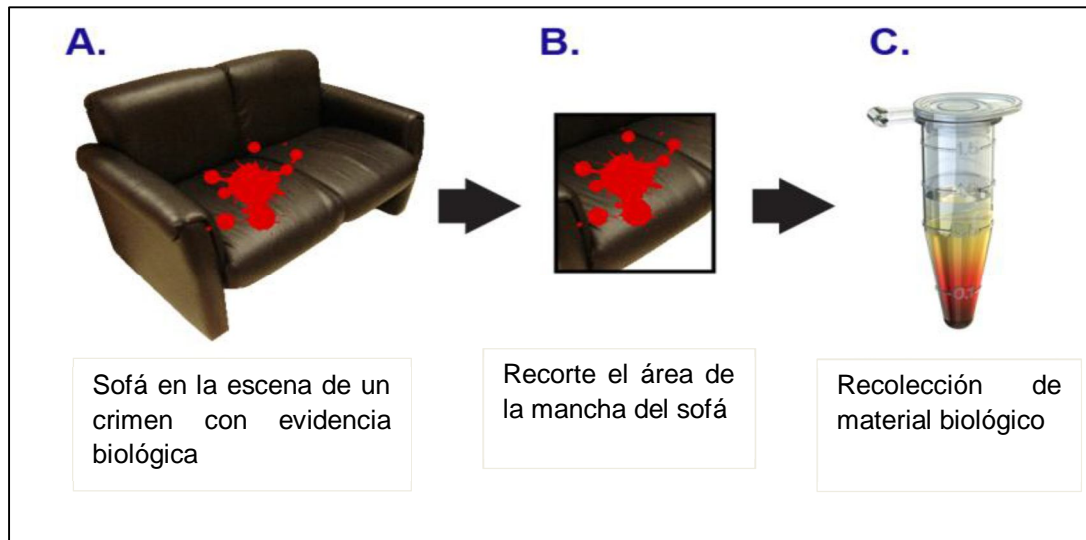 A.
B.
C.
Sofá en la escena de un
crimen con evidencia
biológica
Recorte el área de
la mancha del sofá
Recolección de
material biológico